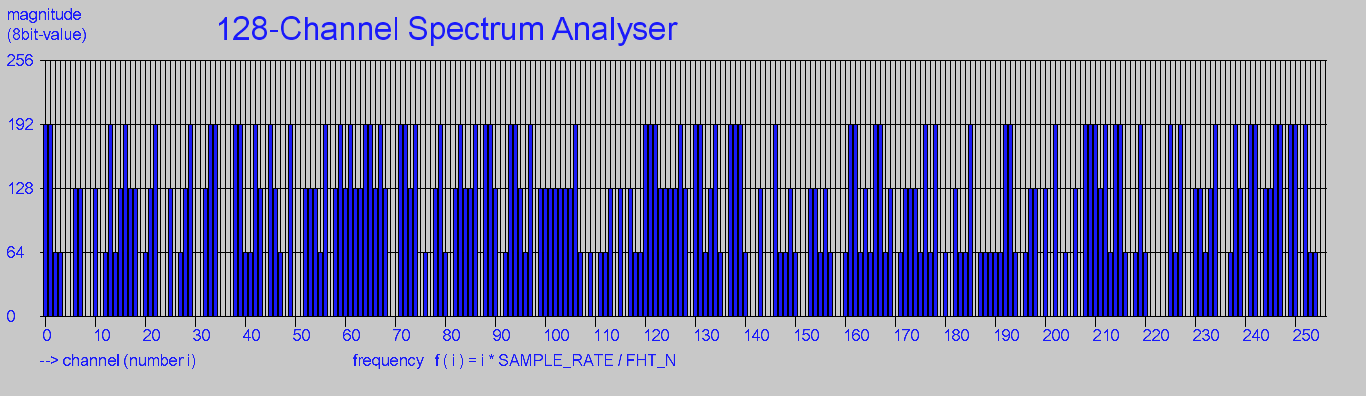 magnitude
(8bit-value)
128-Channel Spectrum Analyser
256
192
128
64
0
0 10 20 30 40 50 60 70 80 90 100 110 120 130 140 150 160 170 180 190 200 210 220 230 240 250
--> channel (number i)
frequency f ( i ) = i * SAMPLE_RATE / FHT_N